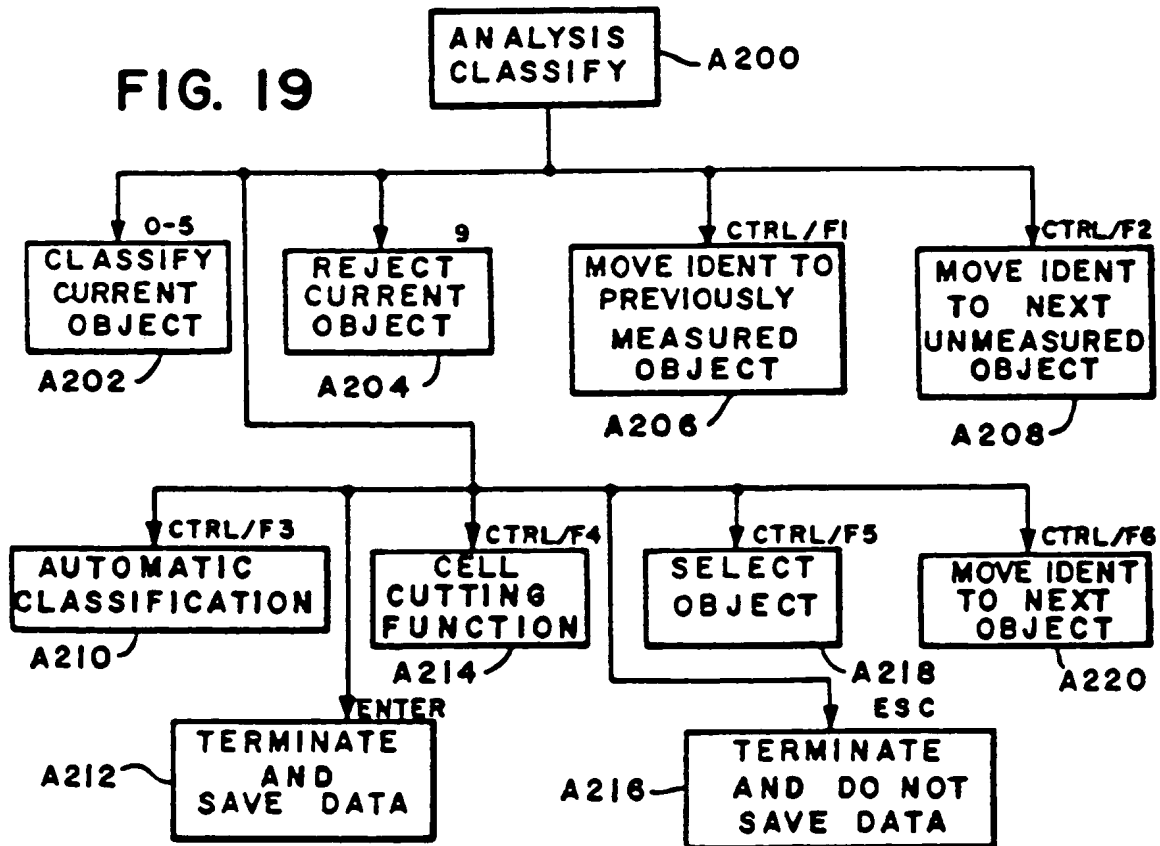 ANALYSIS
CLASSIFY
A200
FIG. 19
0-5
CLASSIFY
CURRENT
OBJECT
A202
9
REJECT
CURRENT
OBJECT
A204
CTRL/F1
MOVE IDENT TO
PREVIOUSLY
MEASURED
OBJECT
A206
CTRL/F2
MOVE IDENT
TO NEXT
UNMEASURED
OBJECT
A208
CTRL/F3
AUTOMATIC
CLASSIFICATION
A210
CTRL/F4
CELL
CUTTING
FUNCTION
A214
CTRL/F5
SELECT
OBJECT
A218
CTRL/F6
MOVE IDENT
TO NEXT
OBJECT
A220
ENTER
TERMINATE
AND
SAVE DATA
A212
ESC
TERMINATE
AND DO NOT
SAVE DATA
A216